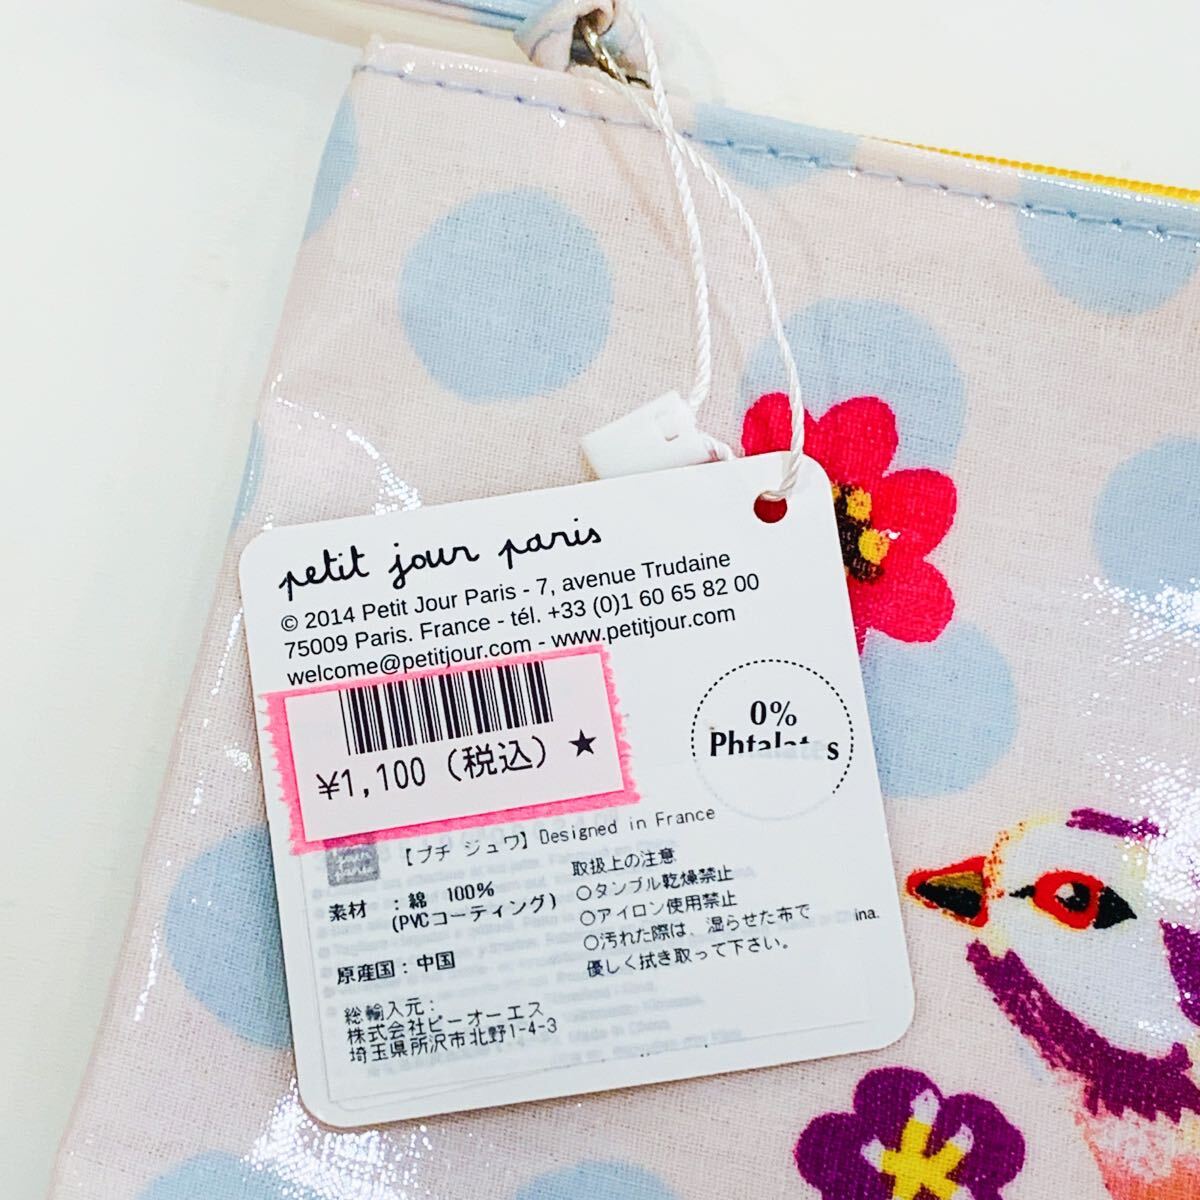 petit jour paris
© 2014 Petit Jour Paris - 7, avenue Trudaine
75009 Paris. France - tél. +33 (0)1 60 65 82 00
welcome@petitjour.com - www.petitjour.com
¥1,100 (税込) ★
0%
Phtalates
petit jour paris
【プチ ジュワ】Designed in France
素材 : 綿 100%
(PVCコーティング)
原産国 : 中国
総輸入元 :
株式会社ピーオーエス
埼玉県所沢市北野1-4-3
取扱上の注意
○タンブル乾燥禁止
○アイロン使用禁止
○汚れた際は、湿らせた布で
優しく拭き取って下さい。
ina.